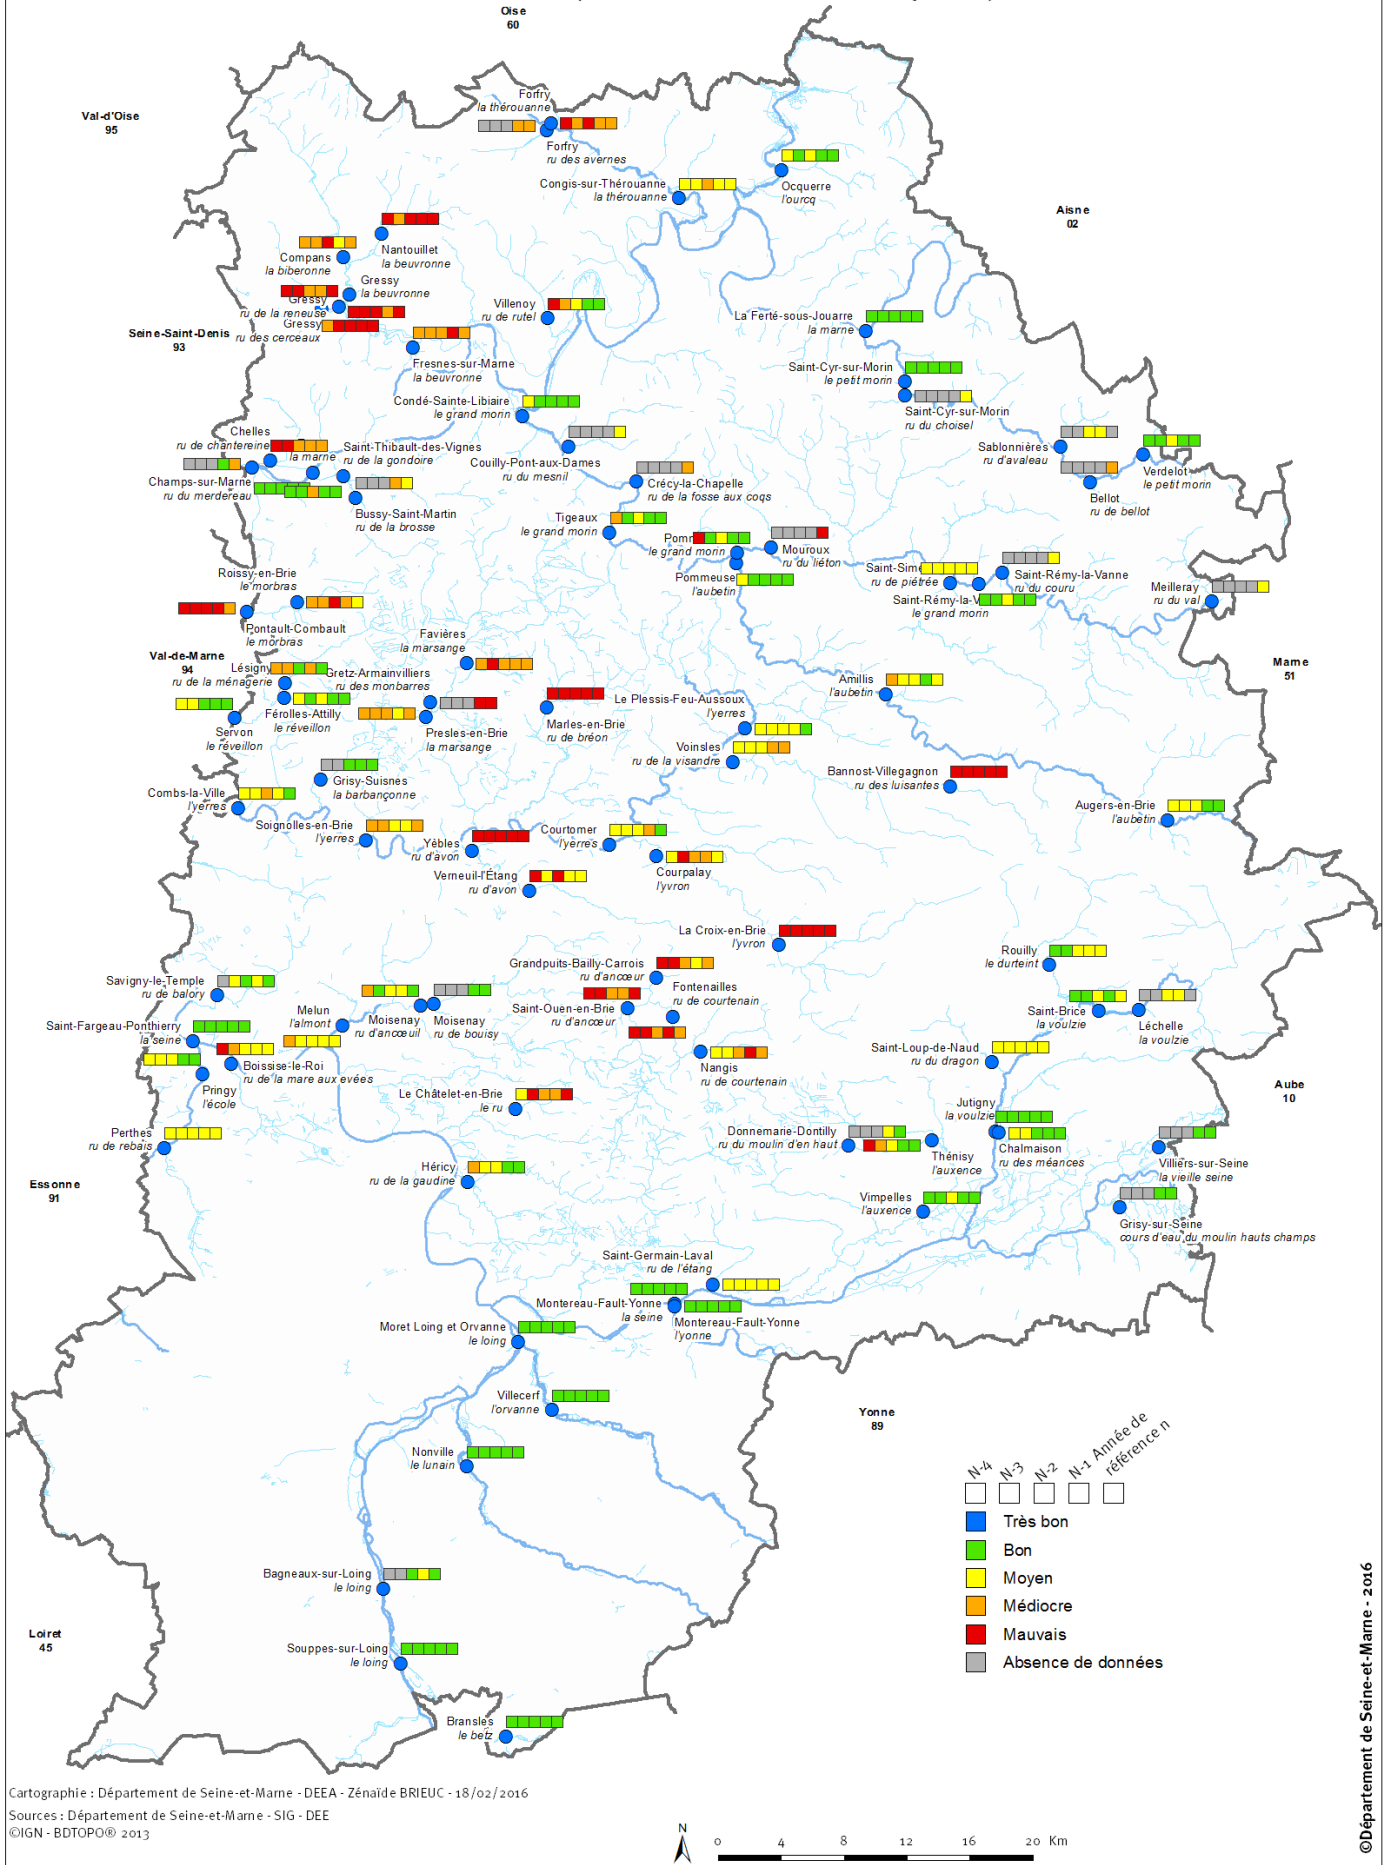 Oise
60
Val-d'Oise
95
Forfry
la thérouanne
Forfry
ru des avernes
Congis-sur-Thérouanne
la thérouanne
Ocquerre
l'ourcq
Aisne
02
Nantouillet
la beuvronne
Compans
la biberonne
Gressy
la beuvronne
Gressy
ru de la reneuse
Gressy
ru des cerceaux
Seine-Saint-Denis
93
Villenoy
ru de rutel
La Ferté-sous-Jouarre
la marne
Fresnes-sur-Marne
la beuvronne
Saint-Cyr-sur-Morin
le petit morin
Saint-Cyr-sur-Morin
ru du choisel
Condé-Sainte-Libiaire
le grand morin
Chelles
ru de chantereine
la marne
Saint-Thibault-des-Vignes
ru de la gondoire
Couilly-Pont-aux-Dames
ru du mesnil
Sablonnières
ru d'avaleau
Verdelot
le petit morin
Champs-sur-Marne
ru du merdereau
Crécy-la-Chapelle
ru de la fosse aux coqs
Bellot
ru de bellot
Bussy-Saint-Martin
ru de la brosse
Tigeaux
le grand morin
Pomm
le grand morin
Mouroux
ru du liéton
Pommeuse
l'aubetin
Saint-Sime
ru de piétrée
Saint-Rémy-la-Vanne
ru du couru
Saint-Rémy-la-V
le grand morin
Meilleray
ru du val
Roissy-en-Brie
le morbras
Pontault-Combault
le morbras
Favières
la marsange
Val-de-Marne
94
Marne
51
Lésigny
ru de la ménagerie
Gretz-Armainvilliers
ru des monbarres
Amillis
l'aubetin
Le Plessis-Feu-Aussoux
l'yerres
Férolles-Attilly
le réveillon
Servon
le réveillon
Presles-en-Brie
la marsange
Marles-en-Brie
ru de bréon
Voinsles
ru de la visandre
Bannost-Villegagnon
ru des luisantes
Grisy-Suisnes
la barbançonne
Combs-la-Ville
l'yerres
Augers-en-Brie
l'aubetin
Soignolles-en-Brie
l'yerres
Yèbles
ru d'avon
Courtomer
l'yerres
Verneuil-l'Étang
ru d'avon
Courpalay
l'yvron
La Croix-en-Brie
l'yvron
Rouilly
le durteint
Grandpuits-Bailly-Carrois
ru d'ancœur
Savigny-le-Temple
ru de balory
Fontenailles
ru de courtenain
Saint-Ouen-en-Brie
ru d'ancœur
Melun
l'almont
Moisenay
ru d'ancœuil
Moisenay
ru de bouisy
Saint-Brice
la voulzie
Léchelle
la voulzie
Saint-Fargeau-Ponthierry
la seine
Boissise-le-Roi
ru de la mare aux evées
Saint-Loup-de-Naud
ru du dragon
Nangis
ru de courtenain
Pringy
l'école
Aube
10
Le Châtelet-en-Brie
le ru
Jutigny
la voulzie
Perthes
ru de rebais
Donnemarie-Dontilly
ru du moulin d'en haut
Thénisy
l'auxence
Chalmaison
ru des méances
Villiers-sur-Seine
la vieille seine
Héricy
ru de la gaudine
Essonne
91
Vimpelles
l'auxence
Grisy-sur-Seine
cours d'eau du moulin hauts champs
Saint-Germain-Laval
ru de l'étang
Montereau-Fault-Yonne
la seine
Montereau-Fault-Yonne
l'yonne
Moret Loing et Orvanne
le loing
Villecerf
l'orvanne
Yonne
89
Nonville
le lunain
N-4 N-3 N-2 N-1 Année de
référence n
Très bon
Bon
Moyen
Médiocre
Mauvais
Absence de données
Bagneaux-sur-Loing
le loing
Loiret
45
Souppes-sur-Loing
le loing
Bransles
le betz
Cartographie : Département de Seine-et-Marne - DEEA - Zénaïde BRIEUC - 18/02/2016
Sources : Département de Seine-et-Marne - SIG - DEE
©IGN - BDTOPO® 2013
N
0 4 8 12 16 20 Km
©Département de Seine-et-Marne - 2016